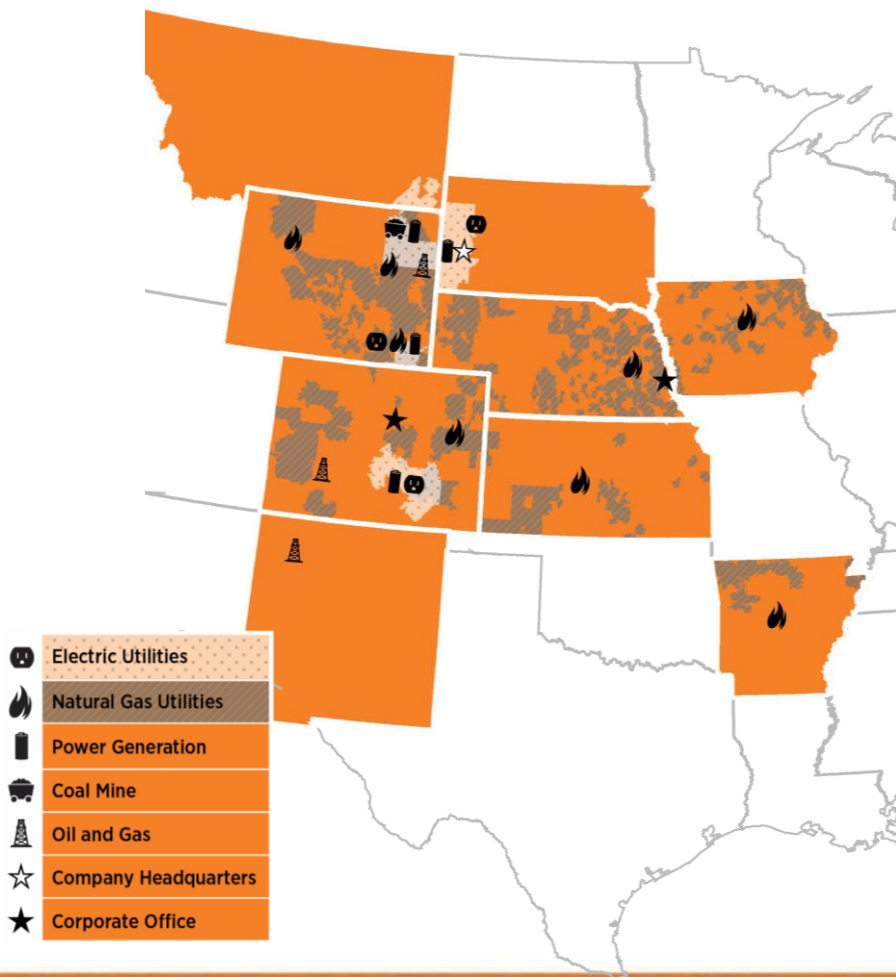 Electric Utilities
Natural Gas Utilities
Power Generation
Coal Mine
Oil and Gas
Company Headquarters
Corporate Office